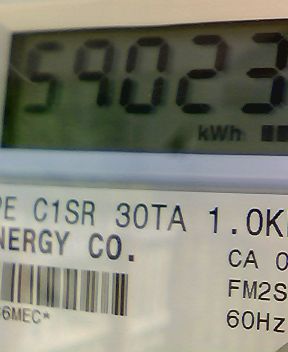 59023
kWh
PE C1SR 30TA 1.0K
NERGY CO.
CA 0
FM2S
6MEC*
60Hz